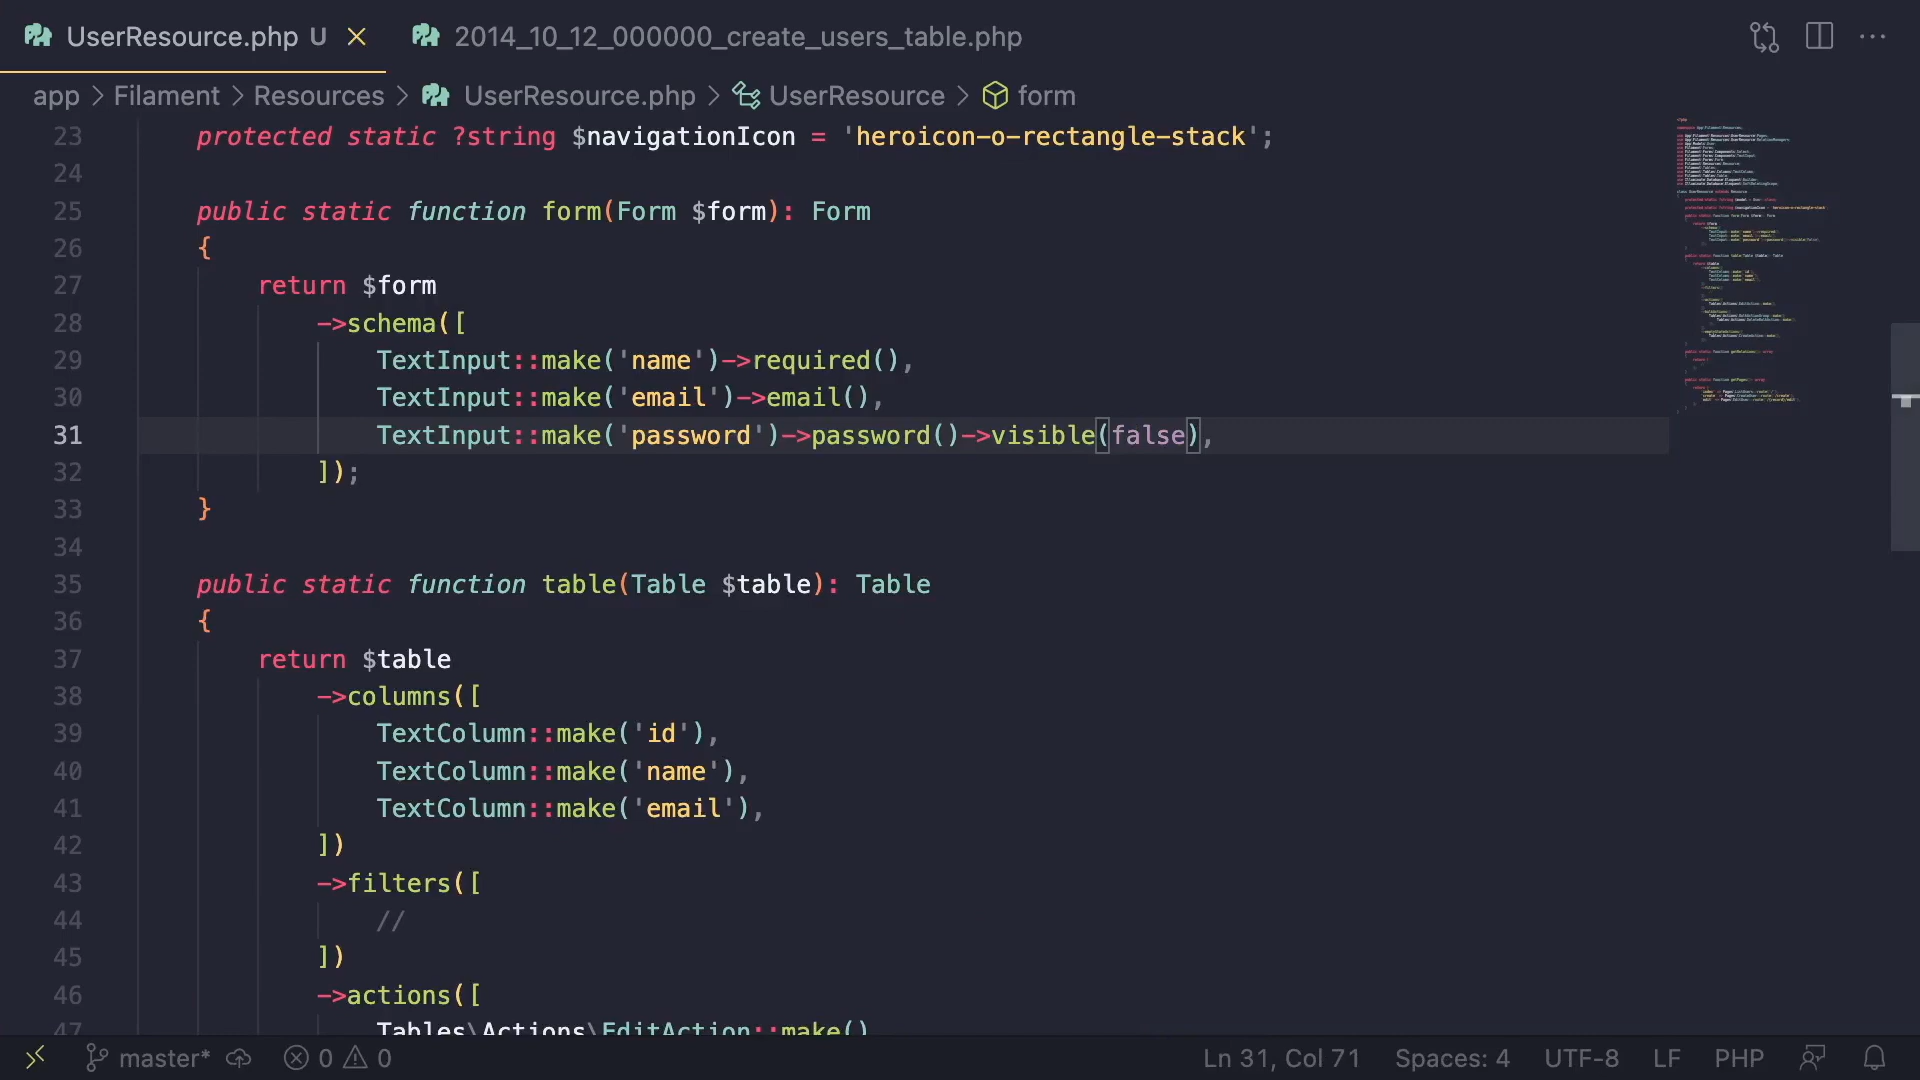 UserResource.php U
2014_10_12_000000_create_users_table.php
app > Filament > Resources > UserResource.php > UserResource > form
23 protected static ?string $navigationIcon = 'heroicon-o-rectangle-stack';
24
25 public static function form(Form $form): Form
26 {
27 return $form
28 ->schema([
29 TextInput::make('name')->required(),
30 TextInput::make('email')->email(),
31 TextInput::make('password')->password()->visible(false),
32 ]);
33 }
34
35 public static function table(Table $table): Table
36 {
37 return $table
38 ->columns([
39 TextColumn::make('id'),
40 TextColumn::make('name'),
41 TextColumn::make('email'),
42 ])
43 ->filters([
44 //
45 ])
46 ->actions([
47 Tables\Actions\EditAction::make()
master* 0 0 Ln 31, Col 71 Spaces: 4 UTF-8 LF PHP